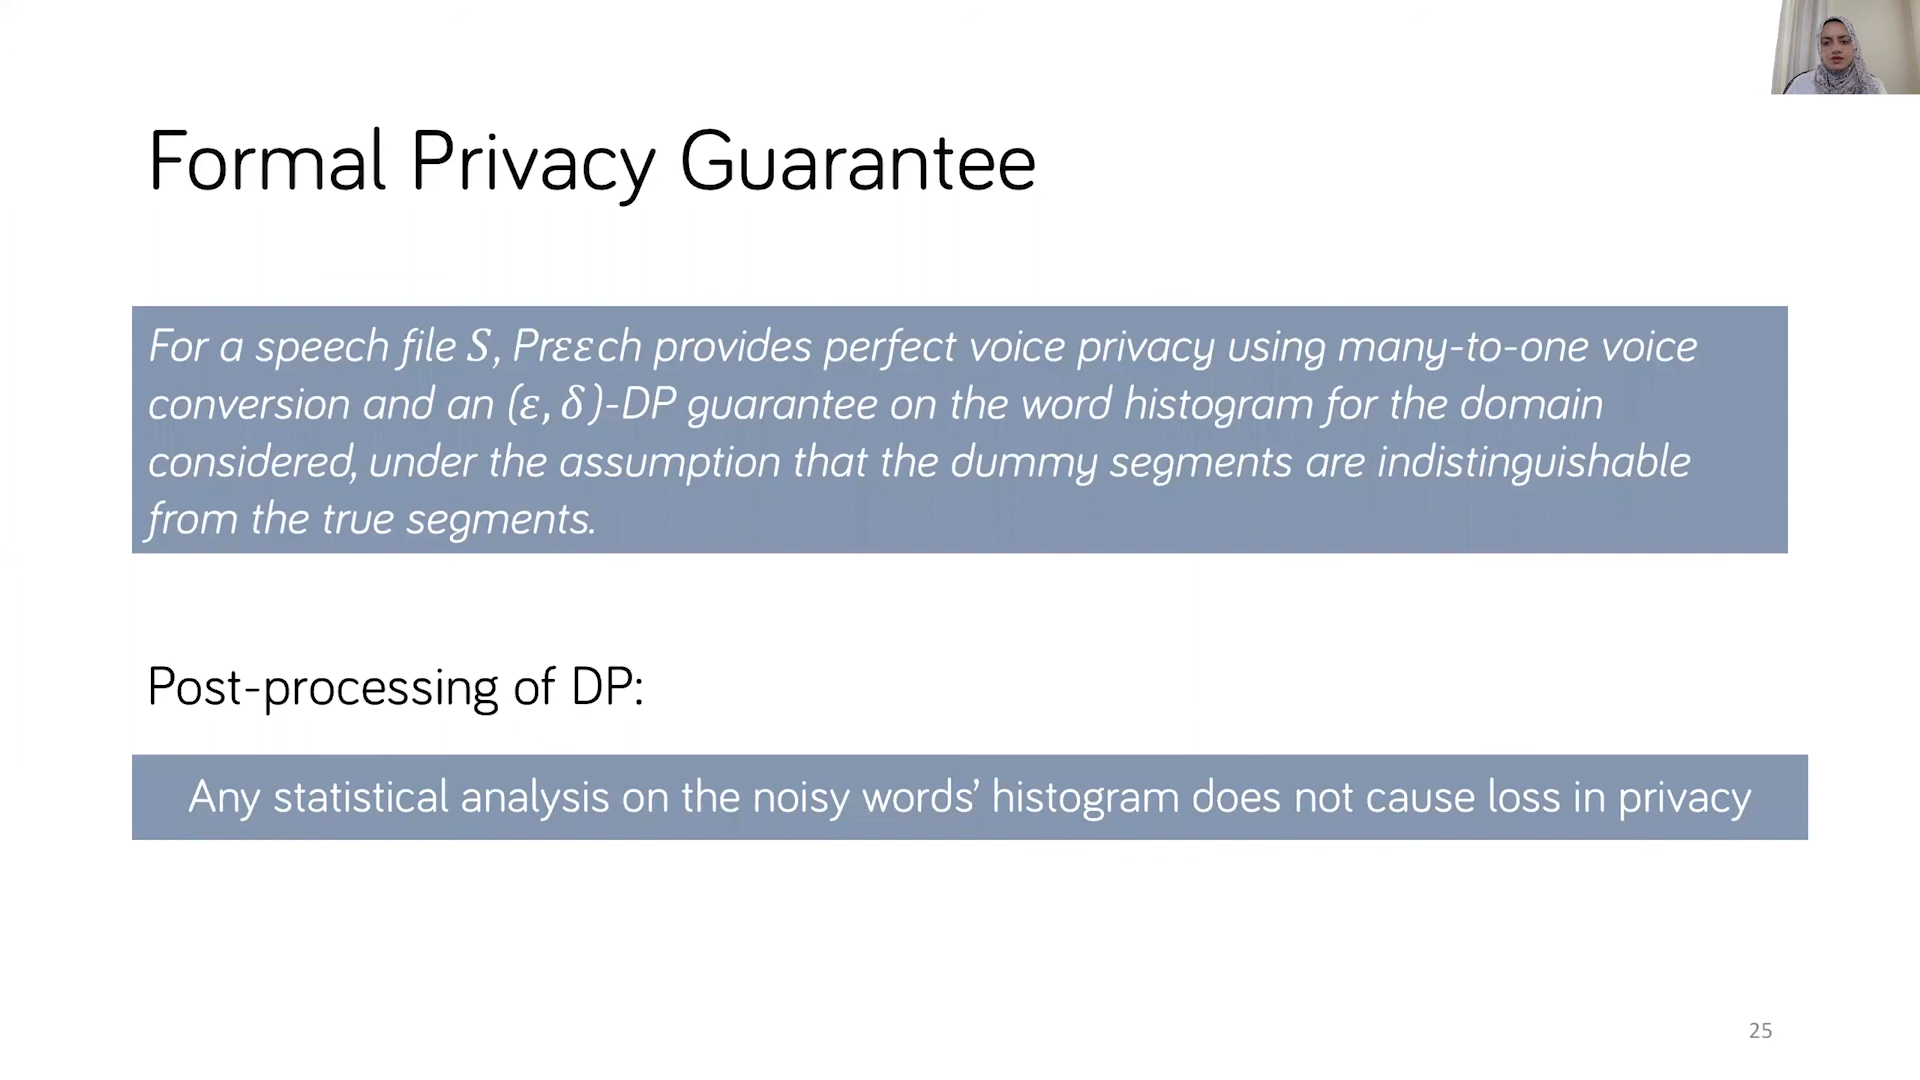 Formal Privacy Guarantee
For a speech file S, Prεεch provides perfect voice privacy using many-to-one voice
conversion and an (ε, δ)-DP guarantee on the word histogram for the domain
considered, under the assumption that the dummy segments are indistinguishable
from the true segments.
Post-processing of DP:
Any statistical analysis on the noisy words’ histogram does not cause loss in privacy
25